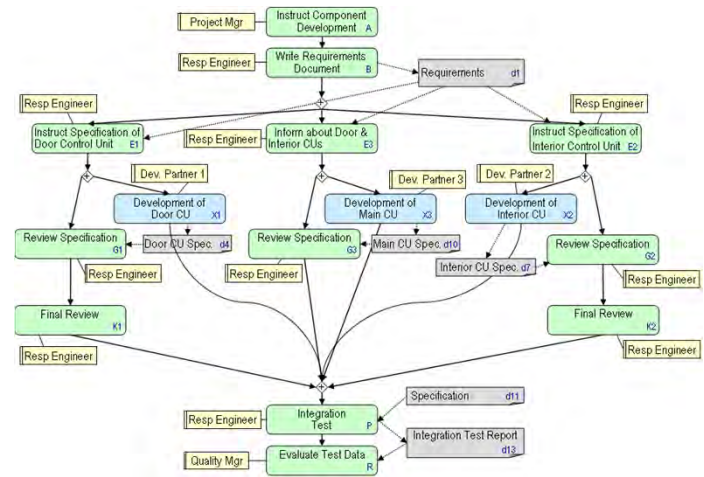 Project Mgr
Instruct Component
Development A
Resp Engineer
Write Requirements
Document B
Requirements d1
Resp Engineer
Resp Engineer
Instruct Specification of
Door Control Unit E1
Resp Engineer
Inform about Door &
Interior CUs E3
Instruct Specification of
Interior Control Unit E2
Dev. Partner 1
Dev. Partner 3
Dev. Partner 2
Development of
Door CU X1
Development of
Main CU X3
Development of
Interior CU X2
Review Specification
G1
Door CU Spec. d4
Review Specification
G3
Main CU Spec. d10
Interior CU Spec. d7
Review Specification
G2
Resp Engineer
Resp Engineer
Resp Engineer
Final Review
K1
Final Review
K2
Resp Engineer
Resp Engineer
Resp Engineer
Integration
Test P
Specification d11
Quality Mgr
Evaluate Test Data
R
Integration Test Report
d13